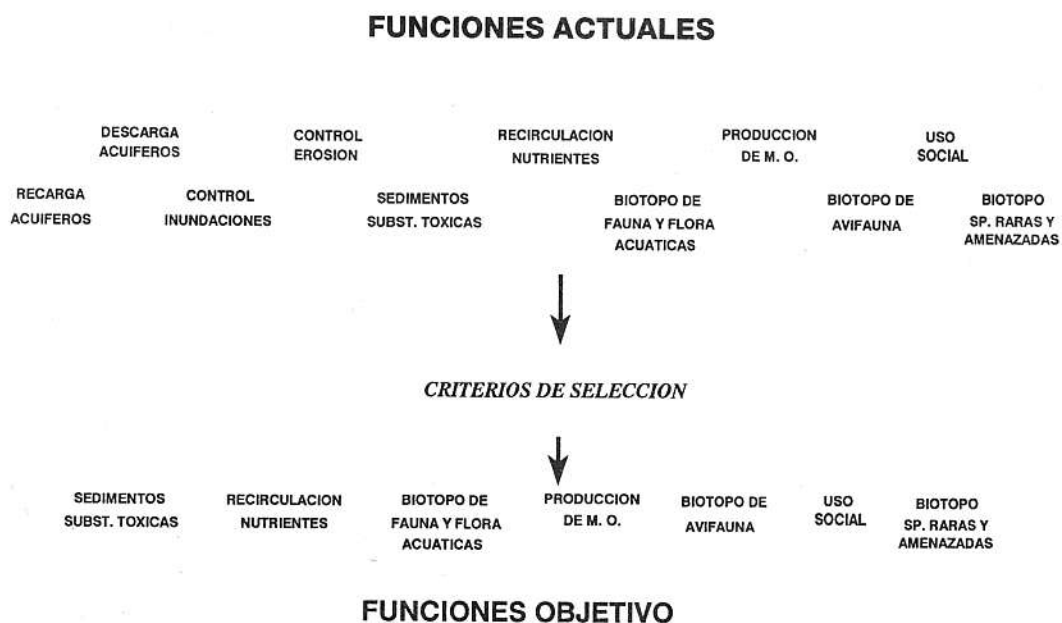 FUNCIONES ACTUALES
DESCARGA
ACUIFEROS
CONTROL
EROSION
RECIRCULACION
NUTRIENTES
PRODUCCION
DE M. O.
USO
SOCIAL
RECARGA
ACUIFEROS
CONTROL
INUNDACIONES
SEDIMENTOS
SUBST. TOXICAS
BIOTOPO DE
FAUNA Y FLORA
ACUATICAS
BIOTOPO DE
AVIFAUNA
BIOTOPO
SP. RARAS Y
AMENAZADAS
CRITERIOS DE SELECCION
SEDIMENTOS
SUBST. TOXICAS
RECIRCULACION
NUTRIENTES
BIOTOPO DE
FAUNA Y FLORA
ACUATICAS
PRODUCCION
DE M. O.
BIOTOPO DE
AVIFAUNA
USO
SOCIAL
BIOTOPO
SP. RARAS Y
AMENAZADAS
FUNCIONES OBJETIVO